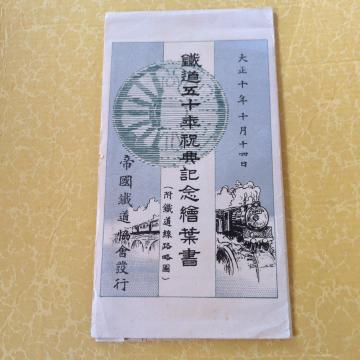 大正十年十月十四日
鐵道五十年祝典記念繪葉書
(附鐵道線路略圖)
帝國鐵道協會發行